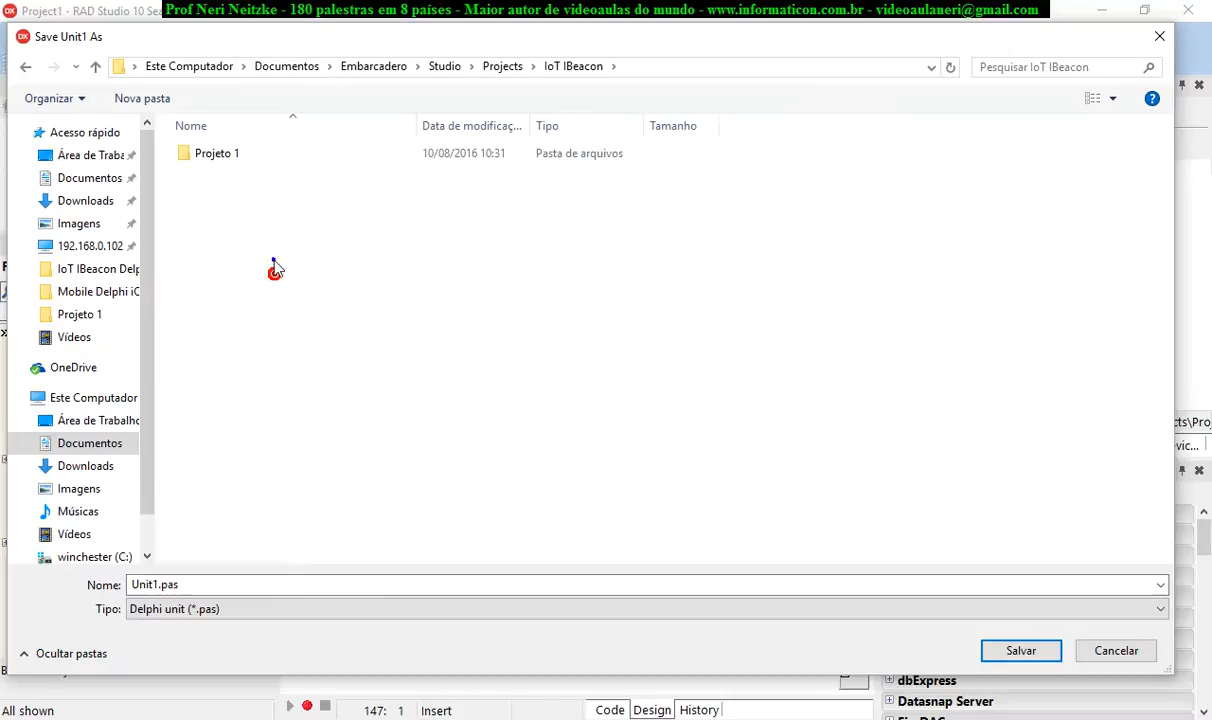 Project1 - RAD Studio 10 Sea
Prof Neri Neitzke - 180 palestras em 8 países - Maior autor de videoaulas do mundo - www.informaticon.com.br - videoaulaneri@gmail.com
Save Unit1 As
Este Computador > Documentos > Embarcadero > Studio > Projects > IoT IBeacon >
Pesquisar IoT IBeacon
Organizar
Nova pasta
Nome
Data de modificaç...
Tipo
Tamanho
Projeto 1
10/08/2016 10:31
Pasta de arquivos
Acesso rápido
Área de Traba
Documentos
Downloads
Imagens
192.168.0.102
IoT IBeacon Delp
Mobile Delphi iC
Projeto 1
Vídeos
OneDrive
Este Computador
Área de Trabalho
Documentos
Downloads
Imagens
Músicas
Vídeos
winchester (C:)
Nome: Unit1.pas
Tipo: Delphi unit (*.pas)
Ocultar pastas
Salvar
Cancelar
cts\Proj
vic...
dbExpress
Datasnap Server
All shown
147: 1
Insert
Code
Design
History